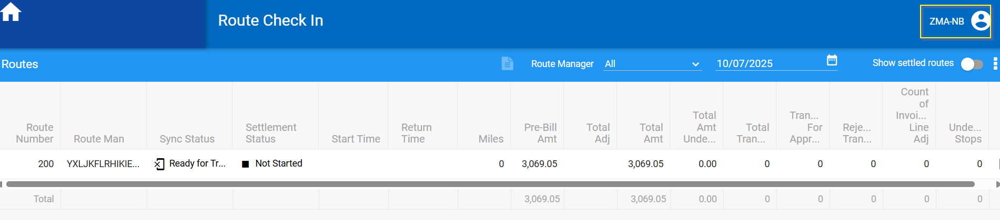 Route Check In
ZMA-NB
Routes
Route Manager All
10/07/2025
Show settled routes
Route Number
Route Man
Sync Status
Settlement Status
Start Time
Return Time
Miles
Pre-Bill Amt
Total Adj
Total Amt
Total Amt Unde...
Total Tran...
Tran... For Appr...
Reje... Tran...
Count of Invoi... Line Adj
Unde... Stops
200 YXLJKFLRHIKIE... Ready for Tr... Not Started 0 3,069.05 3,069.05 0.00 0 0 0 0 0
Total 3,069.05 3,069.05 0.00 0 0 0 0 0